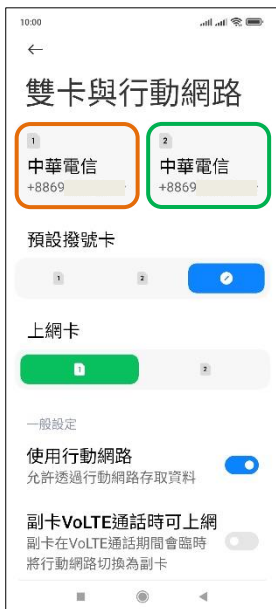 10:00
雙卡與行動網路
1
中華電信
+8869
2
中華電信
+8869
預設撥號卡
1
2
上網卡
1
2
一般設定
使用行動網路
允許透過行動網路存取資料
副卡VoLTE通話時可上網
副卡在VoLTE通話期間會臨時
將行動網路切換為副卡